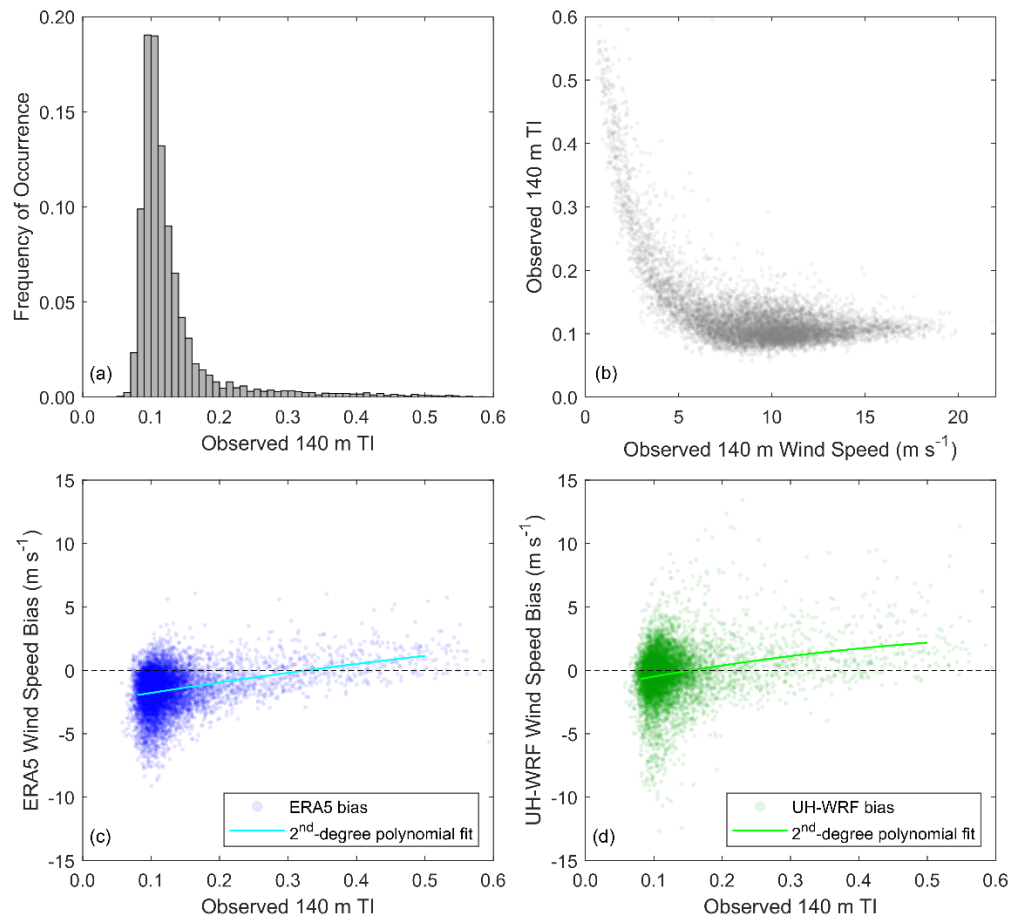 0.20
0.15
0.10
0.05
0.00
Frequency of Occurrence
(a)
0.0 0.1 0.2 0.3 0.4 0.5 0.6
Observed 140 m TI
0.6
0.5
0.4
0.3
0.2
0.1
0.0
Observed 140 m TI
(b)
0 5 10 15 20
Observed 140 m Wind Speed (m s⁻¹)
15
10
5
0
-5
-10
-15
ERA5 Wind Speed Bias (m s⁻¹)
ERA5 bias
2nd-degree polynomial fit
(c)
0.0 0.1 0.2 0.3 0.4 0.5 0.6
Observed 140 m TI
15
10
5
0
-5
-10
-15
UH-WRF Wind Speed Bias (m s⁻¹)
UH-WRF bias
2nd-degree polynomial fit
(d)
0.0 0.1 0.2 0.3 0.4 0.5 0.6
Observed 140 m TI